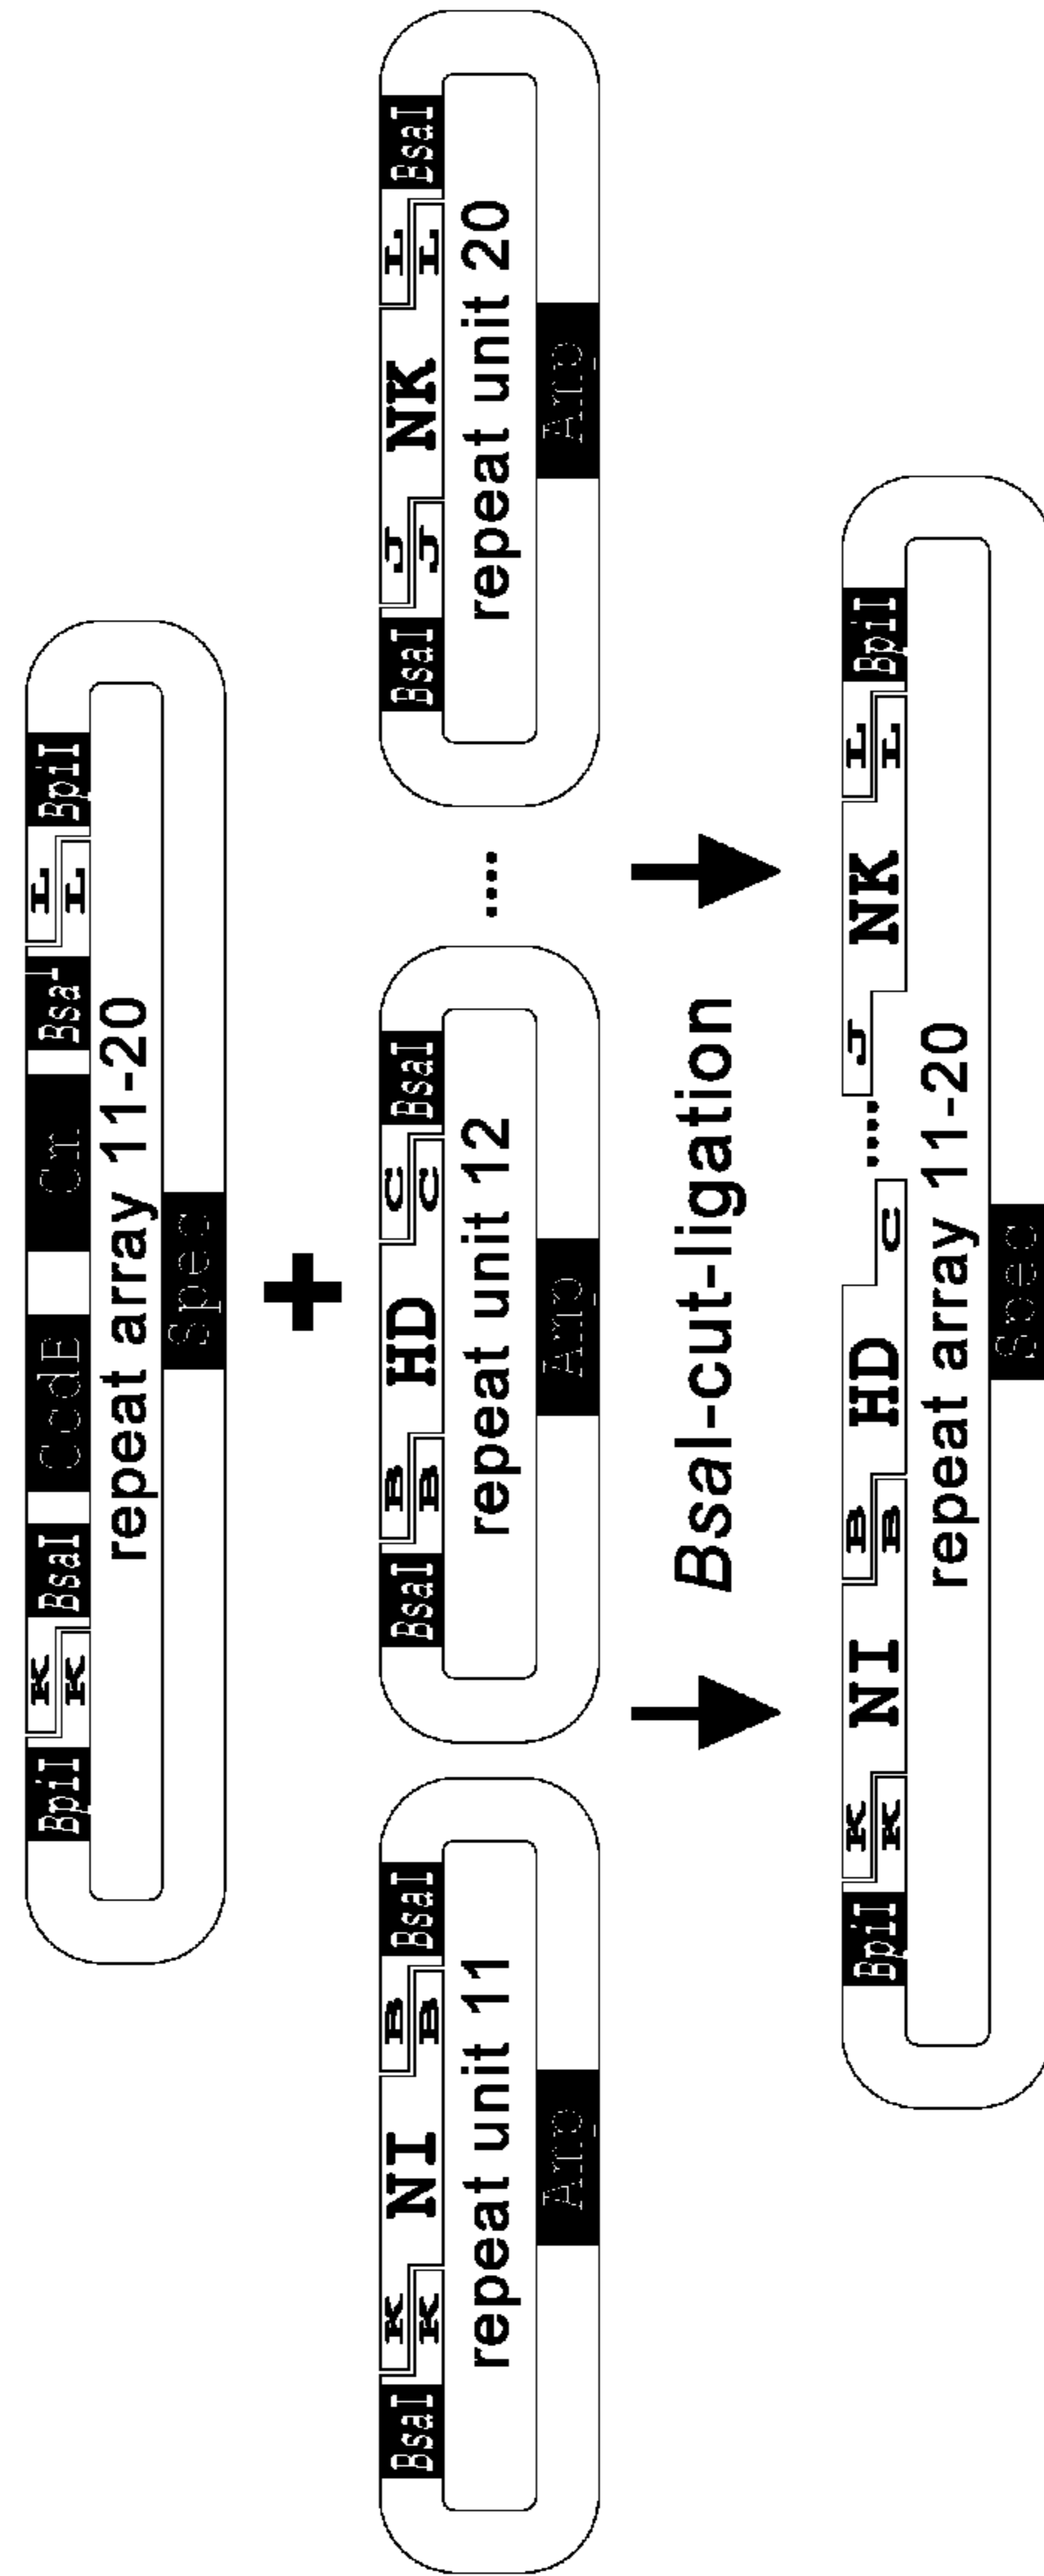 BpiI K K BsaI CcdB Cm BsaI L L BpiI
repeat array 11-20
Spec
+
BsaI K K NI B B BsaI
repeat unit 11
Amp
BsaI B B HD C C BsaI
repeat unit 12
Amp
....
BsaI J J NK L L BsaI
repeat unit 20
Amp
BsaI-cut-ligation
BpiI K K NI B B HD C .... J NK L L BpiI
repeat array 11-20
Spec